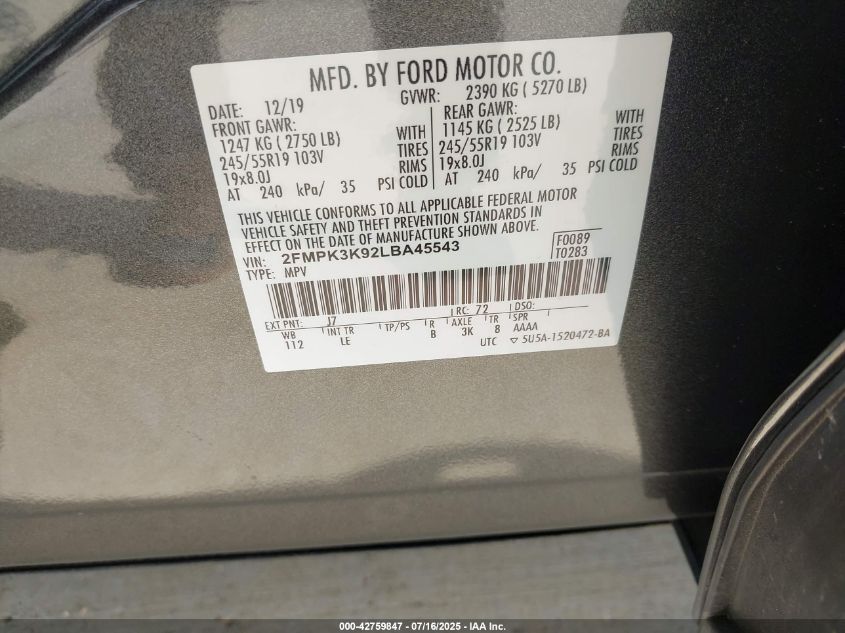 MFD. BY FORD MOTOR CO.
DATE: 12/19 GVWR: 2390 KG ( 5270 LB)
FRONT GAWR: REAR GAWR:
1247 KG ( 2750 LB) WITH 1145 KG ( 2525 LB) WITH
245/55R19 103V TIRES 245/55R19 103V TIRES
19x8.0J RIMS 19x8.0J RIMS
AT 240 kPa/ 35 PSI COLD AT 240 kPa/ 35 PSI COLD
THIS VEHICLE CONFORMS TO ALL APPLICABLE FEDERAL MOTOR
VEHICLE SAFETY AND THEFT PREVENTION STANDARDS IN
EFFECT ON THE DATE OF MANUFACTURE SHOWN ABOVE.
VIN: 2FMPK3K92LBA45543 F0089
TYPE: MPV T0283
EXT PNT: J7 RC: 72 DSO:
WB INT TR TP/PS R AXLE TR SPR
112 LE B 3K 8 AAAA
UTC ▽ 5U5A-1520472-BA
000-42759847 - 07/16/2025 - IAA Inc.